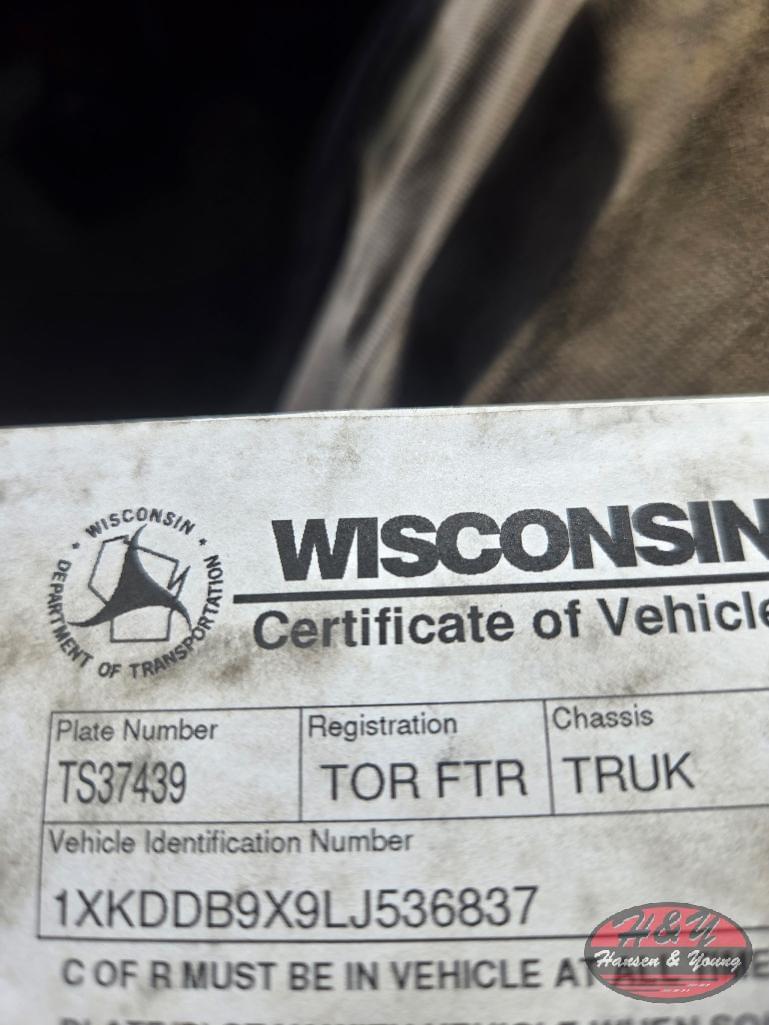 WISCONSIN
DEPARTMENT OF TRANSPORTATION
WISCONSIN
Certificate of Vehicle
Plate Number Registration Chassis
TS37439 TOR FTR TRUK
Vehicle Identification Number
1XKDDB9X9LJ536837
C OF R MUST BE IN VEHICLE AT
H&Y
Hansen & Young